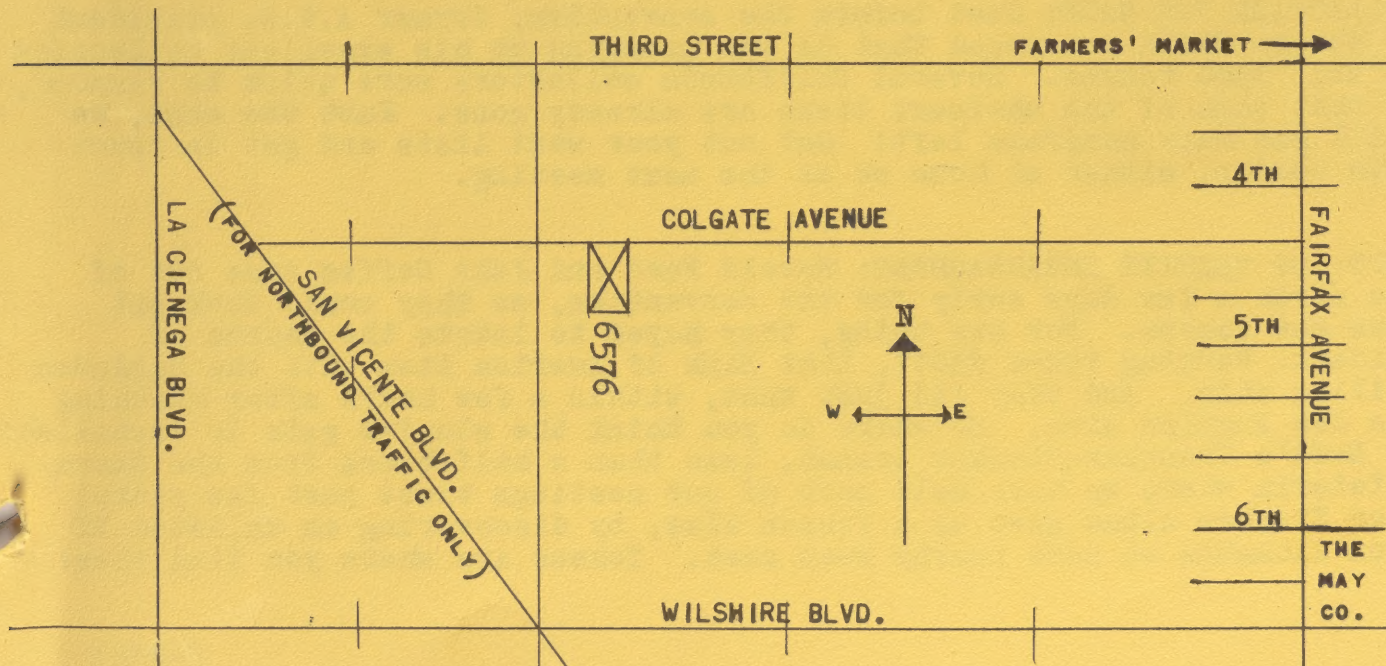 THIRD STREET
FARMERS' MARKET
4TH
COLGATE AVENUE
LA CIENEGA BLVD.
SAN VICENTE BLVD.
(FOR NORTHBOUND TRAFFIC ONLY)
6576
N
W E
FAIRFAX AVENUE
5TH
6TH
THE
MAY
CO.
WILSHIRE BLVD.